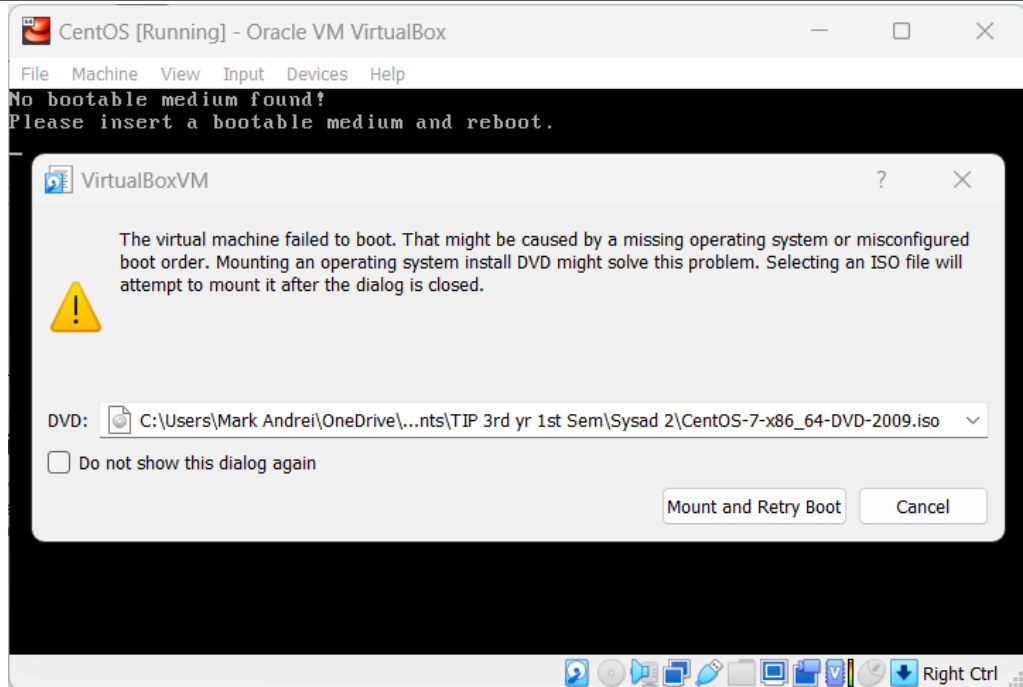 CentOS [Running] - Oracle VM VirtualBox
File Machine View Input Devices Help
No bootable medium found!
Please insert a bootable medium and reboot.
VirtualBoxVM
The virtual machine failed to boot. That might be caused by a missing operating system or misconfigured
boot order. Mounting an operating system install DVD might solve this problem. Selecting an ISO file will
attempt to mount it after the dialog is closed.
DVD: C:\Users\Mark Andrei\OneDrive\...nts\TIP 3rd yr 1st Sem\Sysad 2\CentOS-7-x86_64-DVD-2009.iso
Do not show this dialog again
Mount and Retry Boot Cancel
Right Ctrl